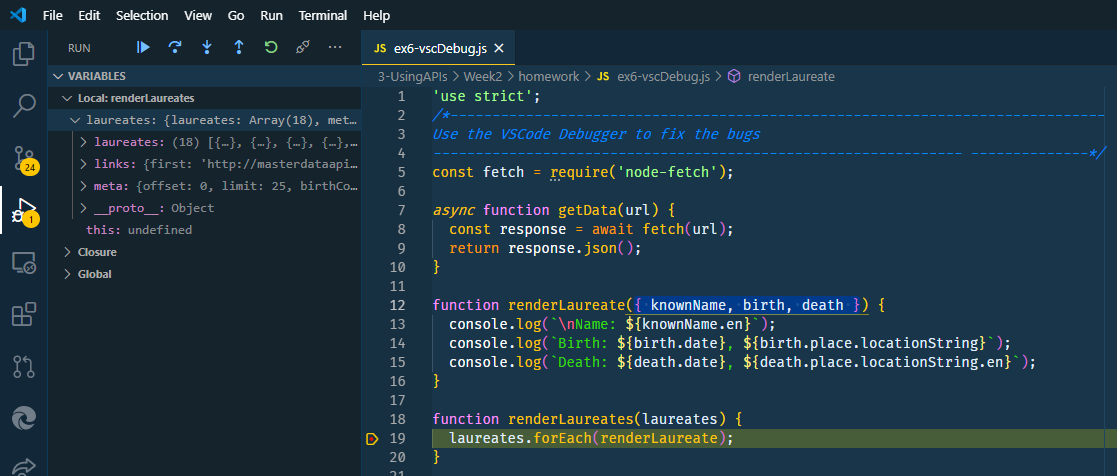 File Edit Selection View Go Run Terminal Help
RUN
JS ex6-vscDebug.js
VARIABLES
3-UsingAPIs > Week2 > homework > JS ex6-vscDebug.js > renderLaureate
Local: renderLaureates
laureates: {laureates: Array(18), met…
laureates: (18) [{…}, {…}, {…}, {…},…
links: {first: 'http://masterdataapi…
meta: {offset: 0, limit: 25, birthCo…
__proto__: Object
this: undefined
Closure
Global
24
1
1 'use strict';
2 /*------------------------------------------------------------------------------
3 Use the VSCode Debugger to fix the bugs
4 --------------------------------------------------------------- --------------*/
5 const fetch = require('node-fetch');
6
7 async function getData(url) {
8 const response = await fetch(url);
9 return response.json();
10 }
11
12 function renderLaureate({ knownName, birth, death }) {
13 console.log(`\nName: ${knownName.en}`);
14 console.log(`Birth: ${birth.date}, ${birth.place.locationString}`);
15 console.log(`Death: ${death.date}, ${death.place.locationString.en}`);
16 }
17
18 function renderLaureates(laureates) {
19 laureates.forEach(renderLaureate);
20 }
21